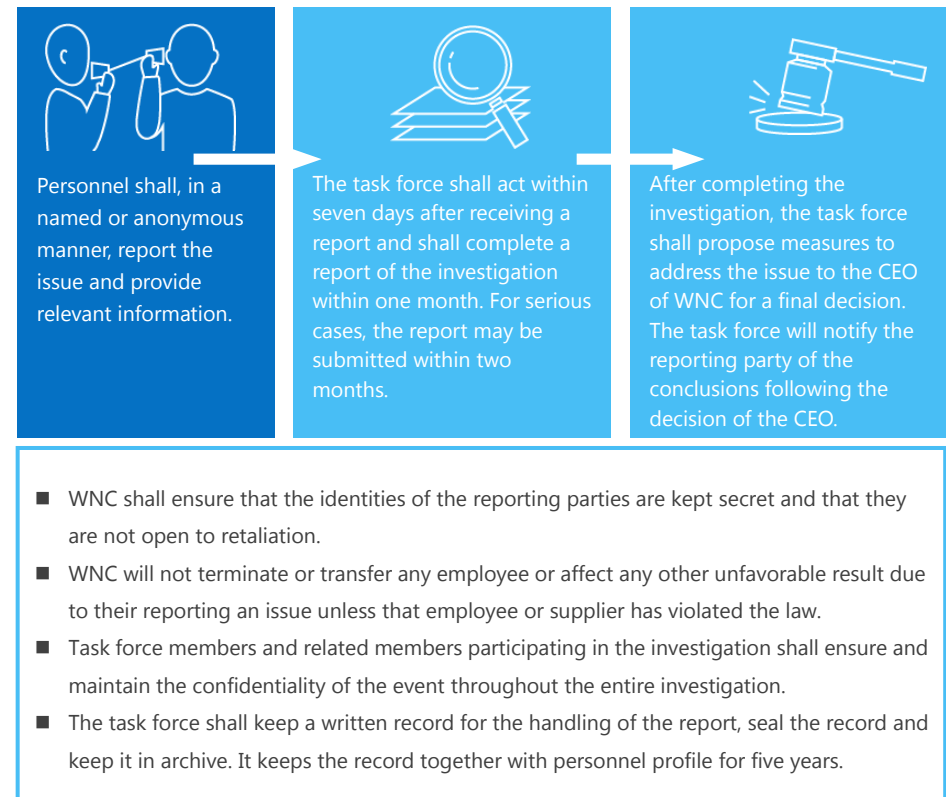 Personnel shall, in a
named or anonymous
manner, report the
issue and provide
relevant information.
The task force shall act within
seven days after receiving a
report and shall complete a
report of the investigation
within one month. For serious
cases, the report may be
submitted within two
months.
After completing the
investigation, the task force
shall propose measures to
address the issue to the CEO
of WNC for a final decision.
The task force will notify the
reporting party of the
conclusions following the
decision of the CEO.
■ WNC shall ensure that the identities of the reporting parties are kept secret and that they
are not open to retaliation.
■ WNC will not terminate or transfer any employee or affect any other unfavorable result due
to their reporting an issue unless that employee or supplier has violated the law.
■ Task force members and related members participating in the investigation shall ensure and
maintain the confidentiality of the event throughout the entire investigation.
■ The task force shall keep a written record for the handling of the report, seal the record and
keep it in archive. It keeps the record together with personnel profile for five years.